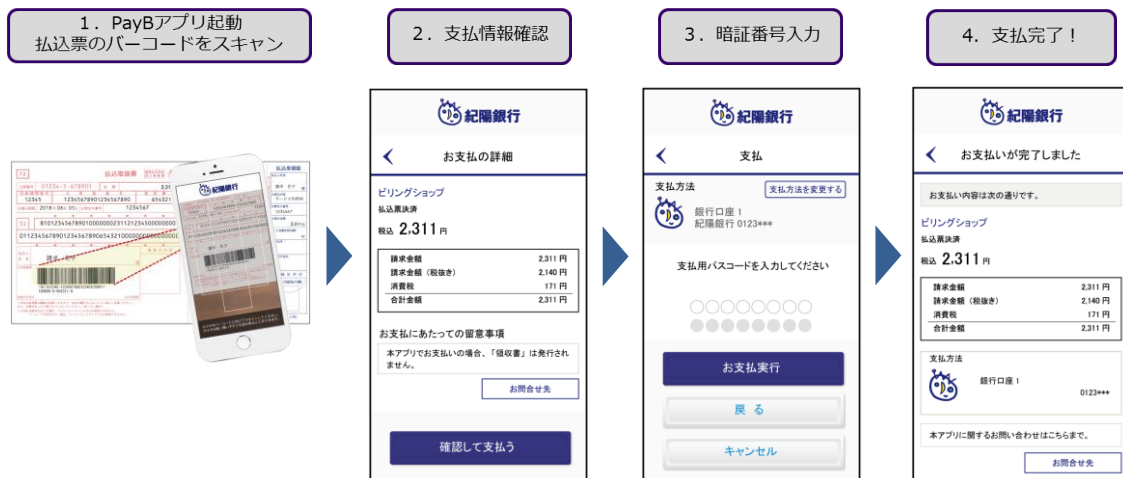 1．PayBアプリ起動
払込票のバーコードをスキャン
2．支払情報確認
3．暗証番号入力
4．支払完了！
払込取扱票
01234-5-678901
12345
12345678901234567890
654321
1234567
紀陽銀行
紀陽銀行
お支払の詳細
ビリングショップ
払込票決済
税込 2,311 円
請求金額 2,311 円
請求金額（税抜き） 2,140 円
消費税 171 円
合計金額 2,311 円
お支払にあたっての留意事項
本アプリでお支払いの場合、「領収書」は発行され
ません。
お問合せ先
確認して支払う
紀陽銀行
支払
支払方法
支払方法を変更する
銀行口座 1
紀陽銀行 0123***
支払用パスコードを入力してください
お支払実行
戻 る
キャンセル
紀陽銀行
お支払いが完了しました
お支払い内容は次の通りです。
ビリングショップ
払込票決済
税込 2,311 円
請求金額 2,311 円
請求金額（税抜き） 2,140 円
消費税 171 円
合計金額 2,311 円
支払方法
銀行口座 1
0123***
本アプリに関するお問い合わせはこちらまで。
お問合せ先